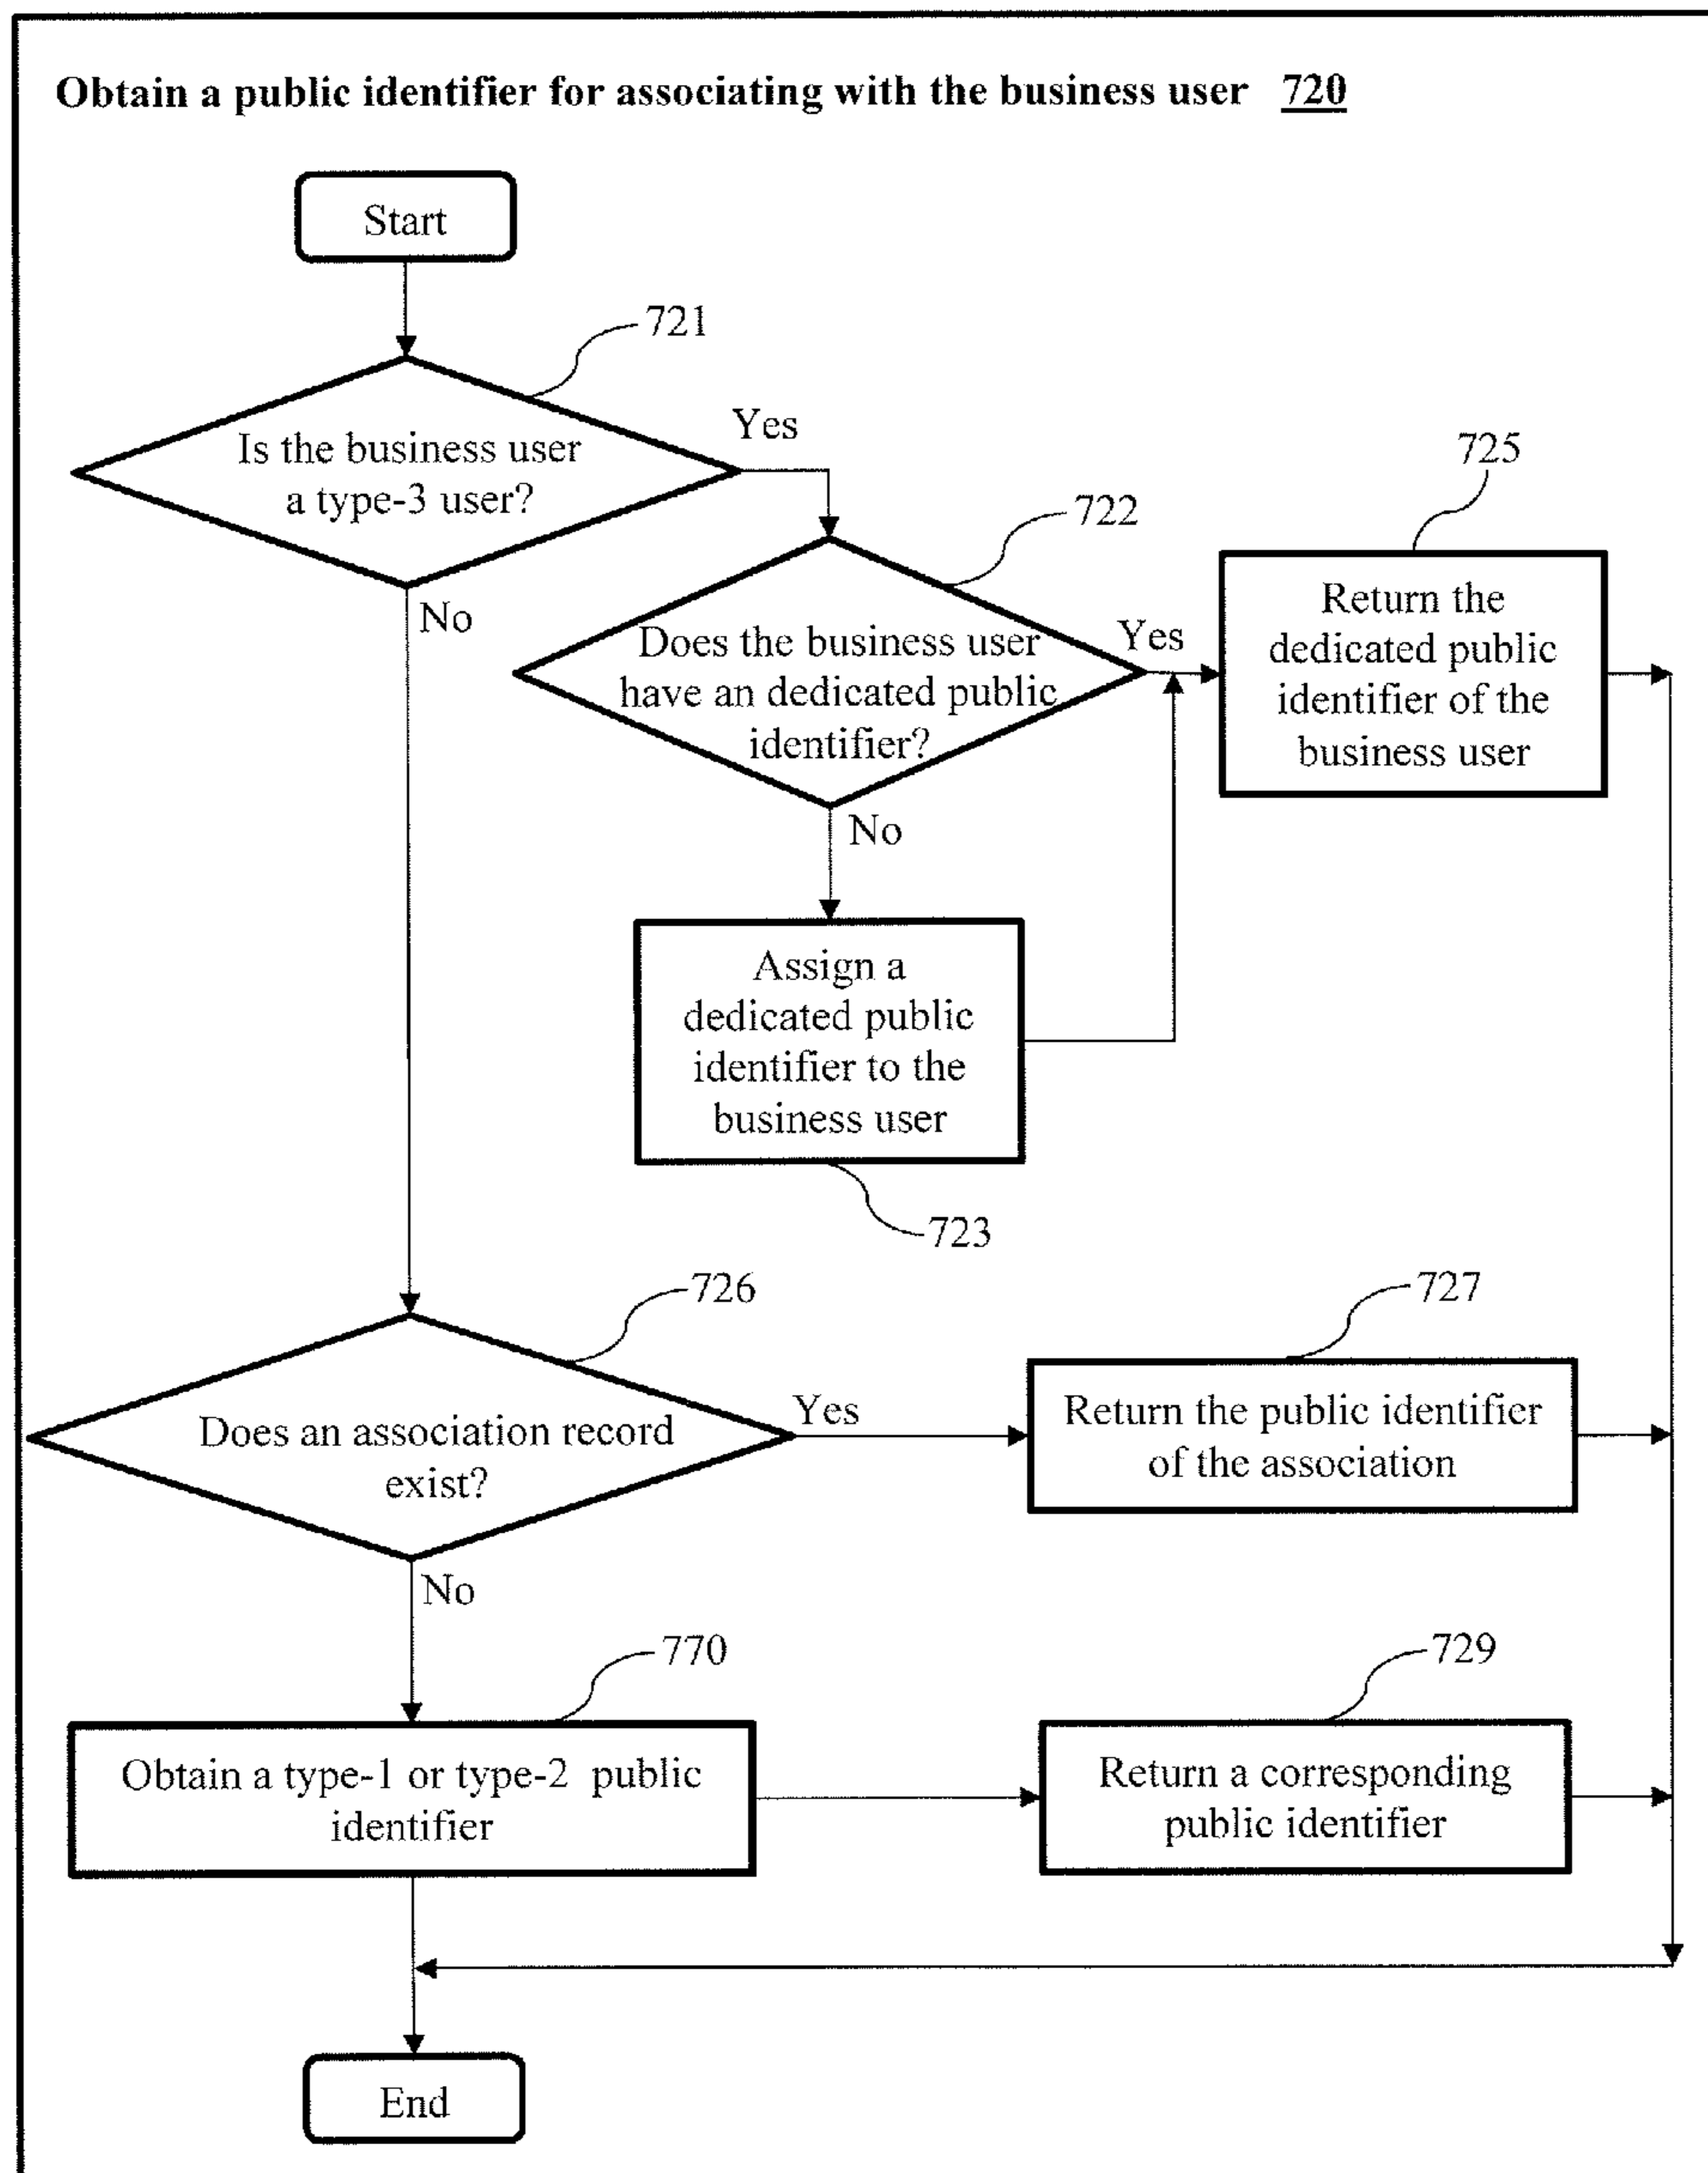 Obtain a public identifier for associating with the business user 720
Start
721
Is the business user
a type-3 user?
Yes
No
722
Does the business user
have an dedicated public
identifier?
Yes
No
725
Return the
dedicated public
identifier of the
business user
Assign a
dedicated public
identifier to the
business user
723
726
Does an association record
exist?
Yes
No
727
Return the public identifier
of the association
770
Obtain a type-1 or type-2 public
identifier
729
Return a corresponding
public identifier
End